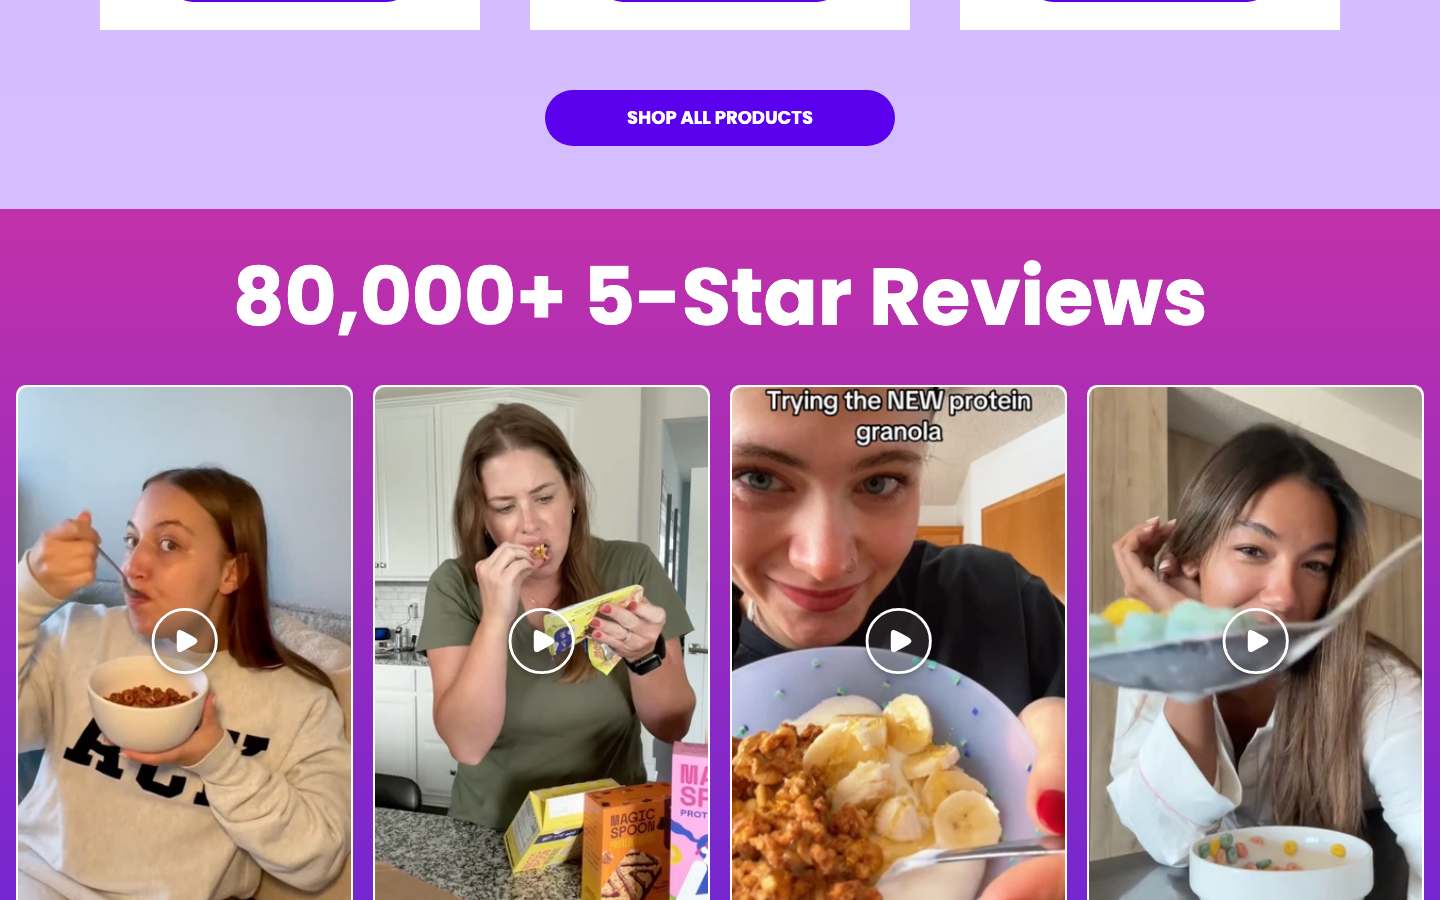 SHOP ALL PRODUCTS
80,000+ 5-Star Reviews
Trying the NEW protein
granola
MAGIC
SPOON